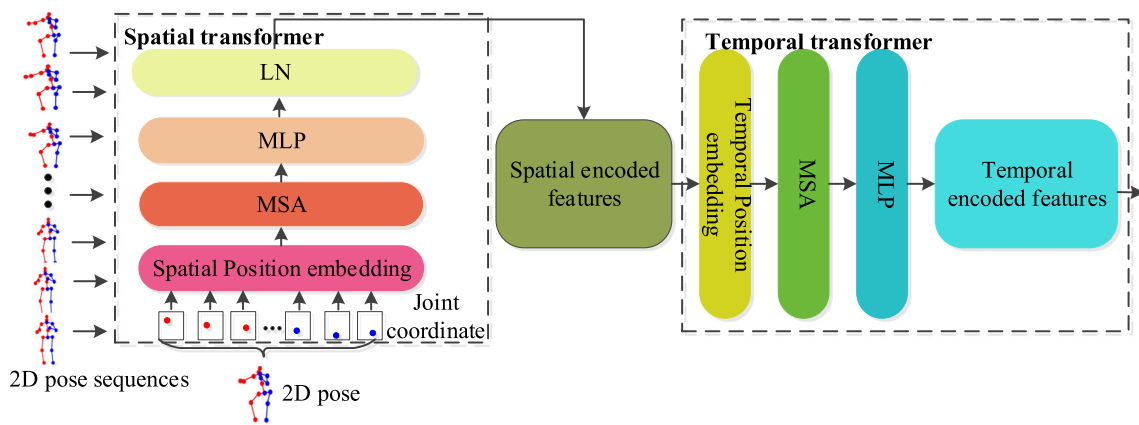 Spatial transformer
LN
MLP
MSA
Spatial Position embedding
Joint
coordinate
2D pose sequences
2D pose
Spatial encoded
features
Temporal transformer
Temporal Position
embedding
MSA
MLP
Temporal
encoded features